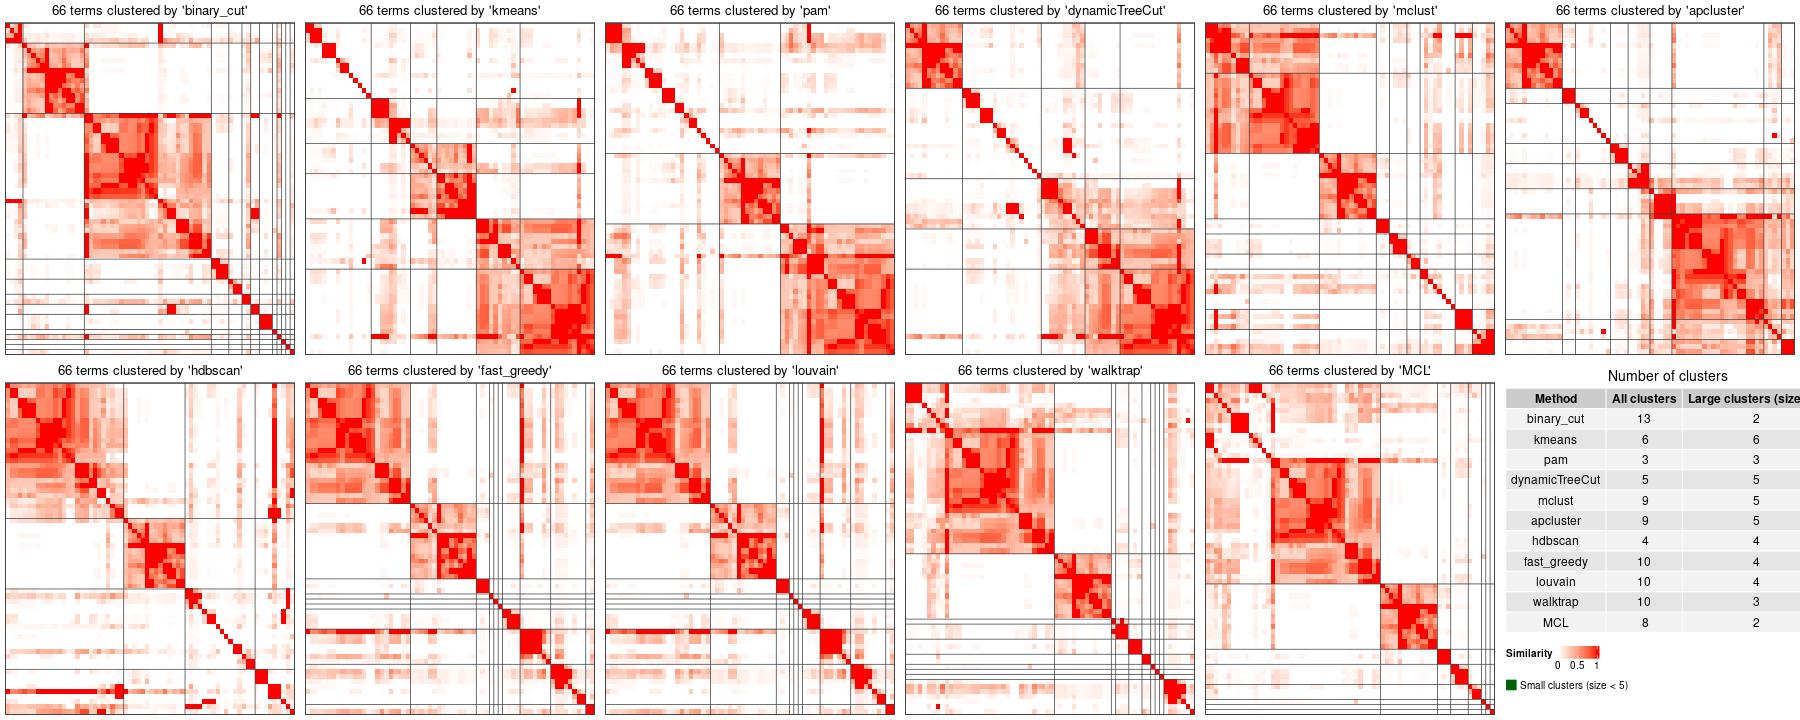 66 terms clustered by 'binary_cut'
66 terms clustered by 'kmeans'
66 terms clustered by 'pam'
66 terms clustered by 'dynamicTreeCut'
66 terms clustered by 'mclust'
66 terms clustered by 'apcluster'
66 terms clustered by 'hdbscan'
66 terms clustered by 'fast_greedy'
66 terms clustered by 'louvain'
66 terms clustered by 'walktrap'
66 terms clustered by 'MCL'
Number of clusters
Method All clusters Large clusters (size
binary_cut 13 2
kmeans 6 6
pam 3 3
dynamicTreeCut 5 5
mclust 9 5
apcluster 9 5
hdbscan 4 4
fast_greedy 10 4
louvain 10 4
walktrap 10 3
MCL 8 2
Similarity
0 0.5 1
Small clusters (size < 5)